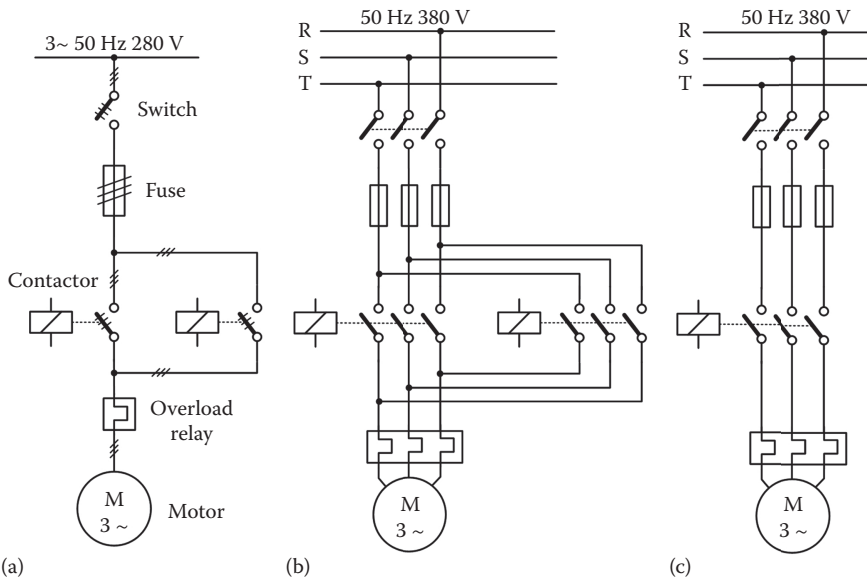 3~ 50 Hz 280 V
Switch
Fuse
Contactor
Overload
relay
M
3 ~
Motor
(a)
50 Hz 380 V
R
S
T
M
3 ~
(b)
50 Hz 380 V
R
S
T
M
3 ~
(c)